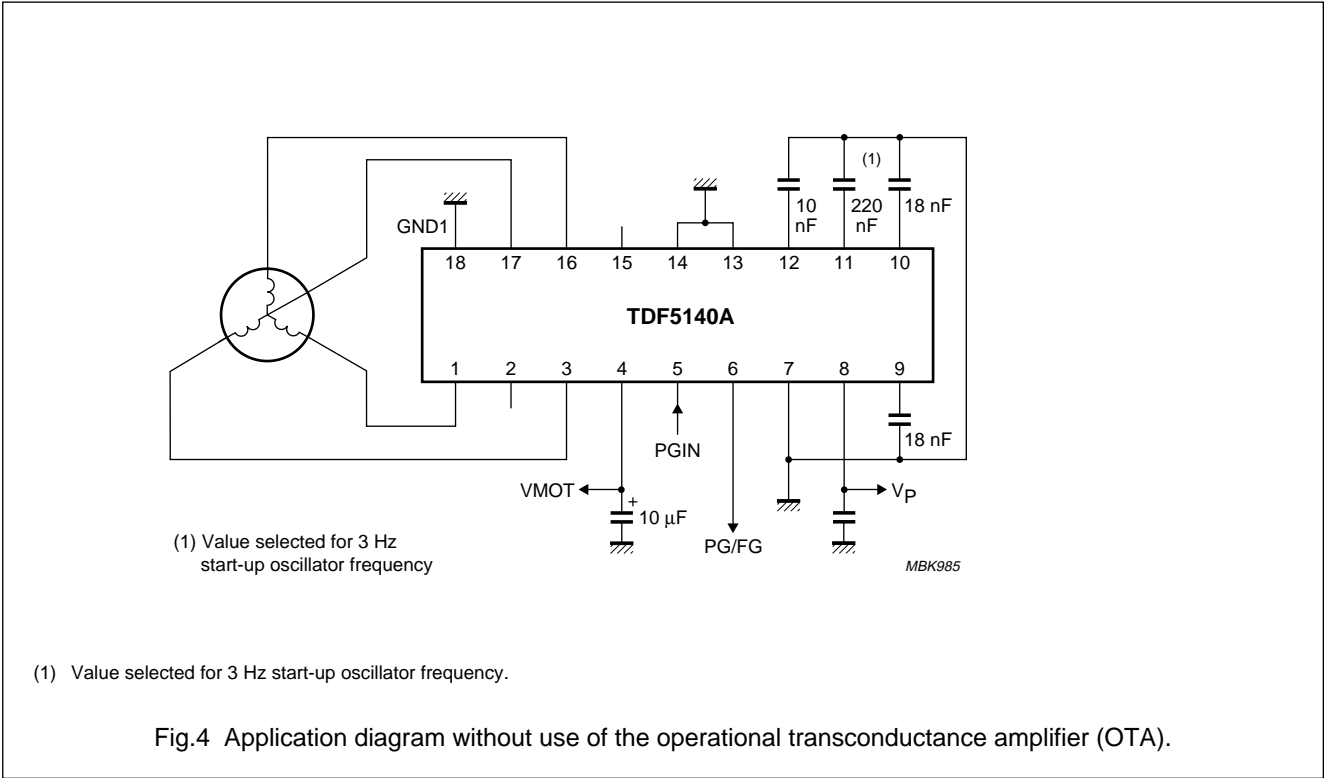 (1)
10
nF
220
nF
18 nF
GND1
18 17 16 15 14 13 12 11 10
TDF5140A
1 2 3 4 5 6 7 8 9
18 nF
PGIN
VMOT
VP
+
10 μF
PG/FG
(1) Value selected for 3 Hz
start-up oscillator frequency
MBK985
(1) Value selected for 3 Hz start-up oscillator frequency.
Fig.4 Application diagram without use of the operational transconductance amplifier (OTA).